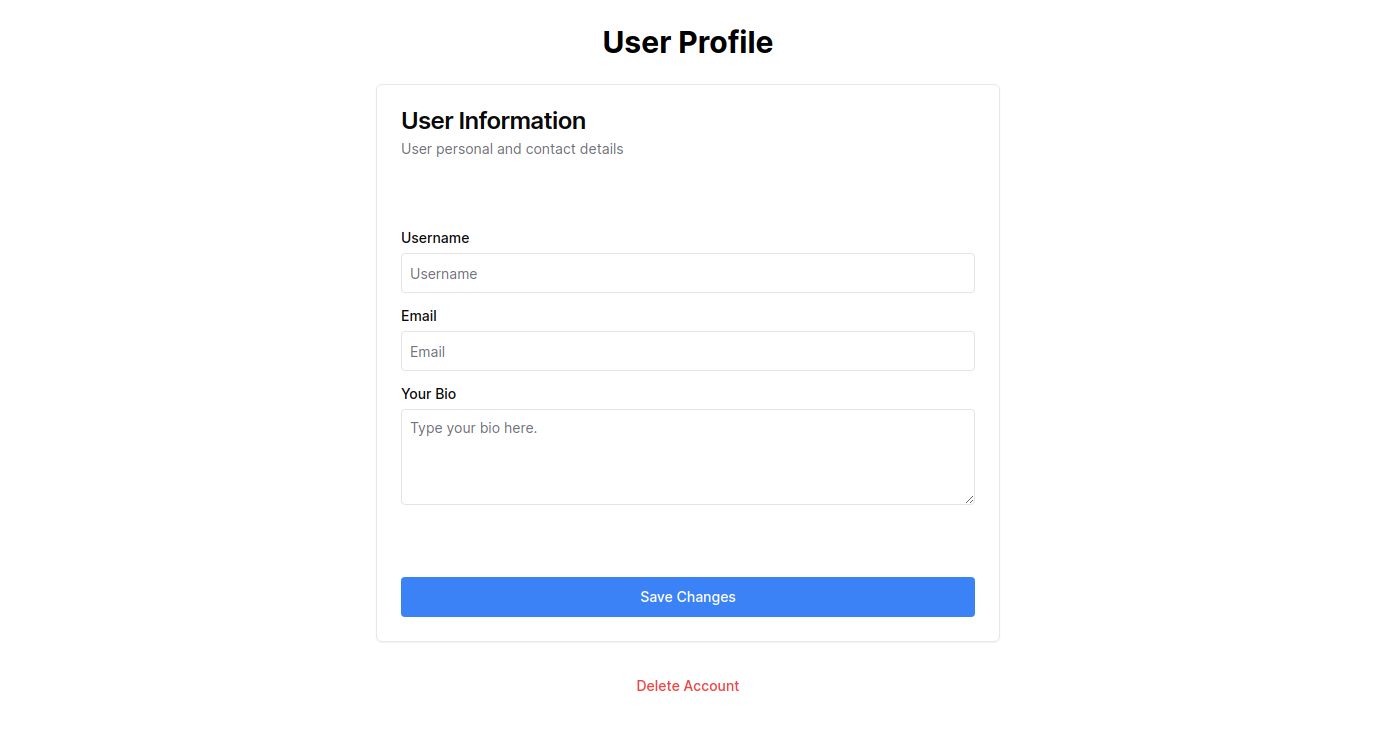 User Profile
User Information
User personal and contact details
Username
Username
Email
Email
Your Bio
Type your bio here.
Save Changes
Delete Account